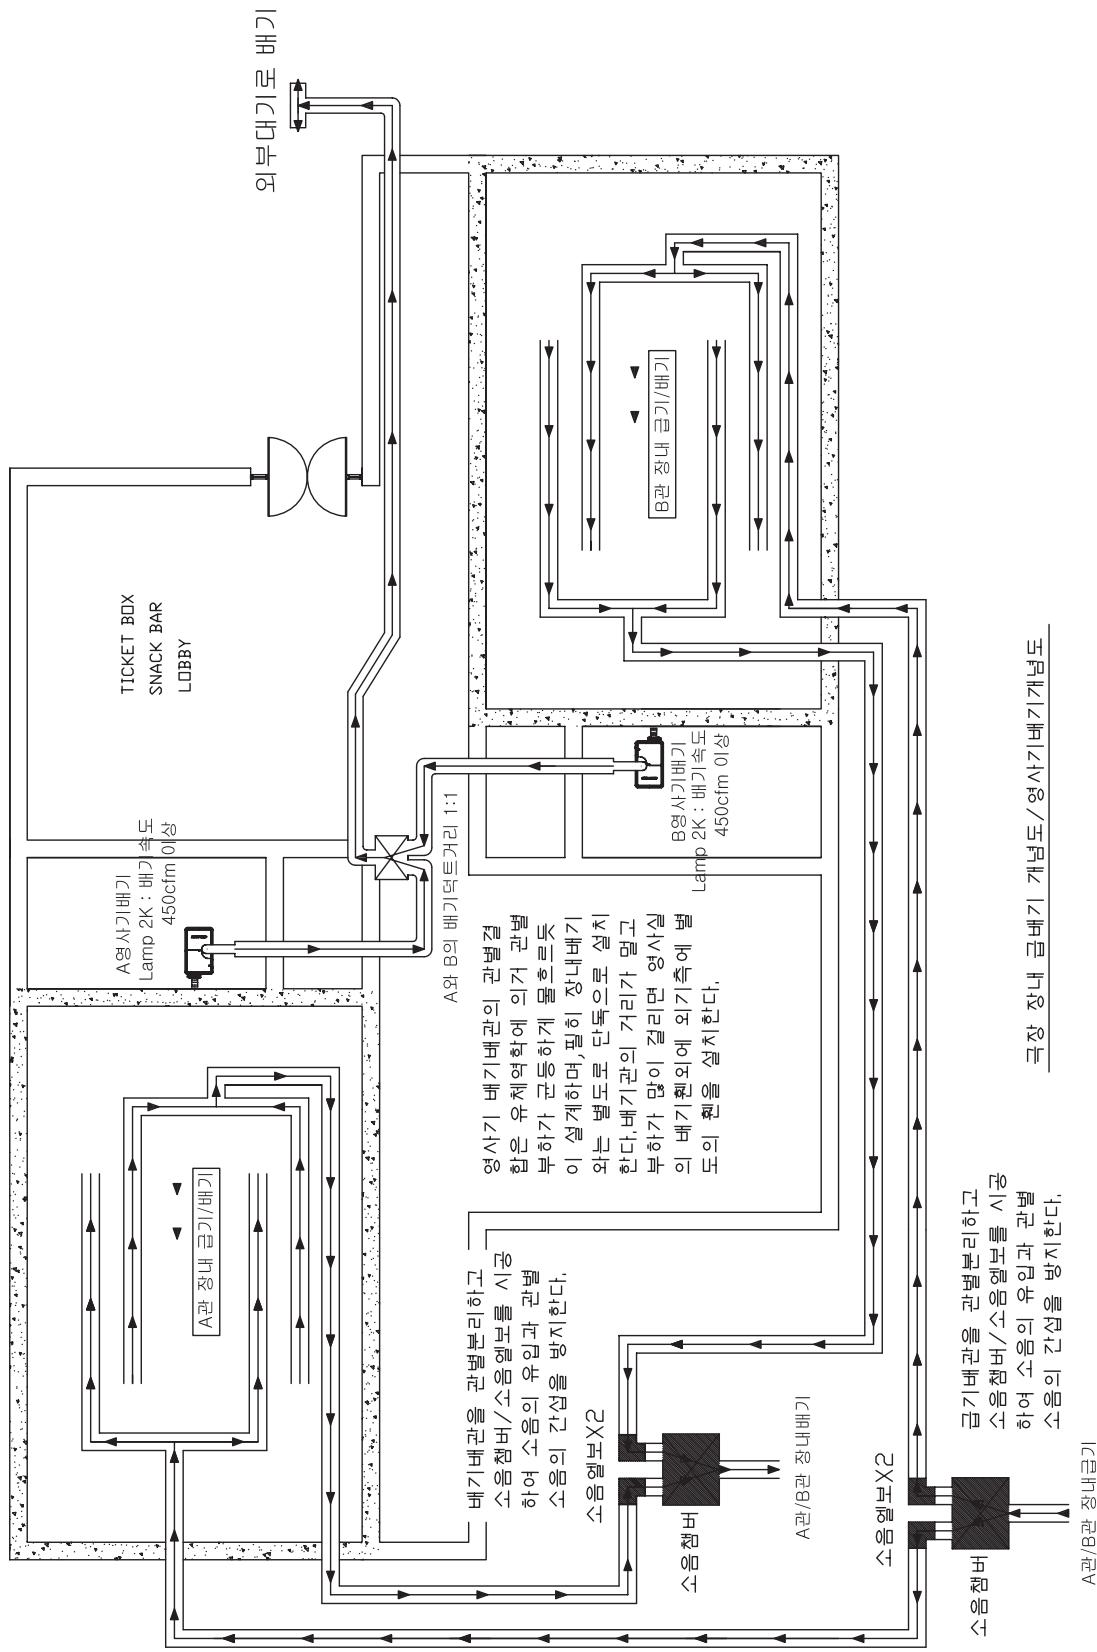 외부대기로 배기
TICKET BOX
SNACK BAR
LOBBY
A영사기배기
Lamp 2K : 배기속도
450cfm 이상
A와 B의 배기덕트거리 1:1
B영사기배기
Lamp 2K : 배기속도
450cfm 이상
A관 장내 급기/배기
B관 장내 급기/배기
영사기 배기배관의 관별결
합은 유체역학에 의거 관별
부하가 균등하게 물흐르듯
이 설계하며,필히 장내배기
와는 별도로 단독으로 설치
한다.배기관의 거리가 멀고
부하가 많이 걸리면 영사실
의 배기휀외에 외기측에 별
도의 휀을 설치한다.
배기배관을 관별분리하고
소음챔버/소음엘보를 시공
하여 소음의 유입과 관별
소음의 간섭을 방지한다.
소음엘보X2
소음챔버
A관/B관 장내배기
급기배관을 관별분리하고
소음챔버/소음엘보를 시공
하여 소음의 유입과 관별
소음의 간섭을 방지한다.
소음엘보X2
소음챔버
A관/B관 장내급기
극장 장내 급배기 개념도/영사기배기개념도